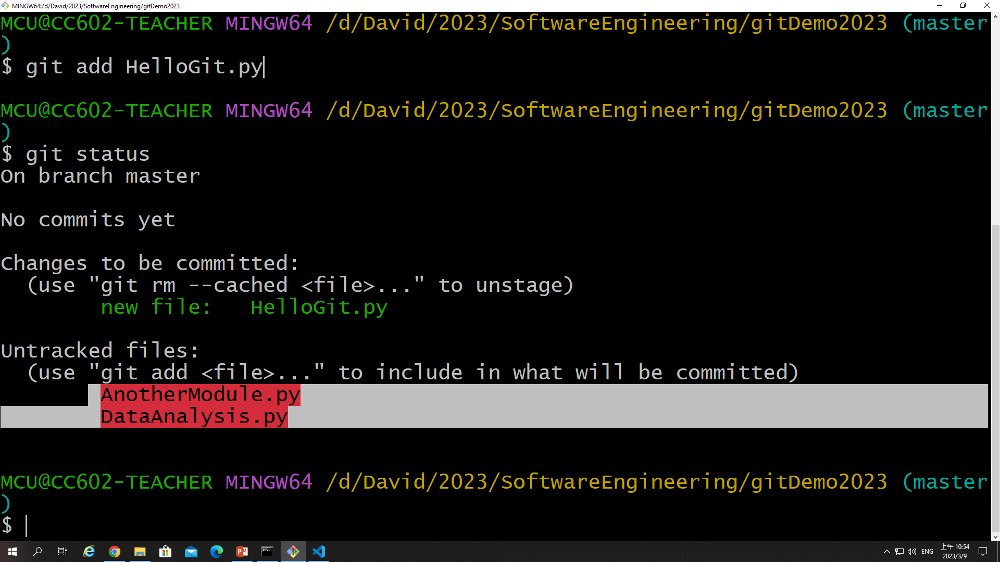 MINGW64:/d/David/2023/SoftwareEngineering/gitDemo2023
MCU@CC602-TEACHER MINGW64 /d/David/2023/SoftwareEngineering/gitDemo2023 (master
)
$ git add HelloGit.py
MCU@CC602-TEACHER MINGW64 /d/David/2023/SoftwareEngineering/gitDemo2023 (master
)
$ git status
On branch master
No commits yet
Changes to be committed:
  (use "git rm --cached <file>..." to unstage)
        new file:   HelloGit.py
Untracked files:
  (use "git add <file>..." to include in what will be committed)
        AnotherModule.py
        DataAnalysis.py
MCU@CC602-TEACHER MINGW64 /d/David/2023/SoftwareEngineering/gitDemo2023 (master
)
$
ENG
上午 10:54
2023/3/9